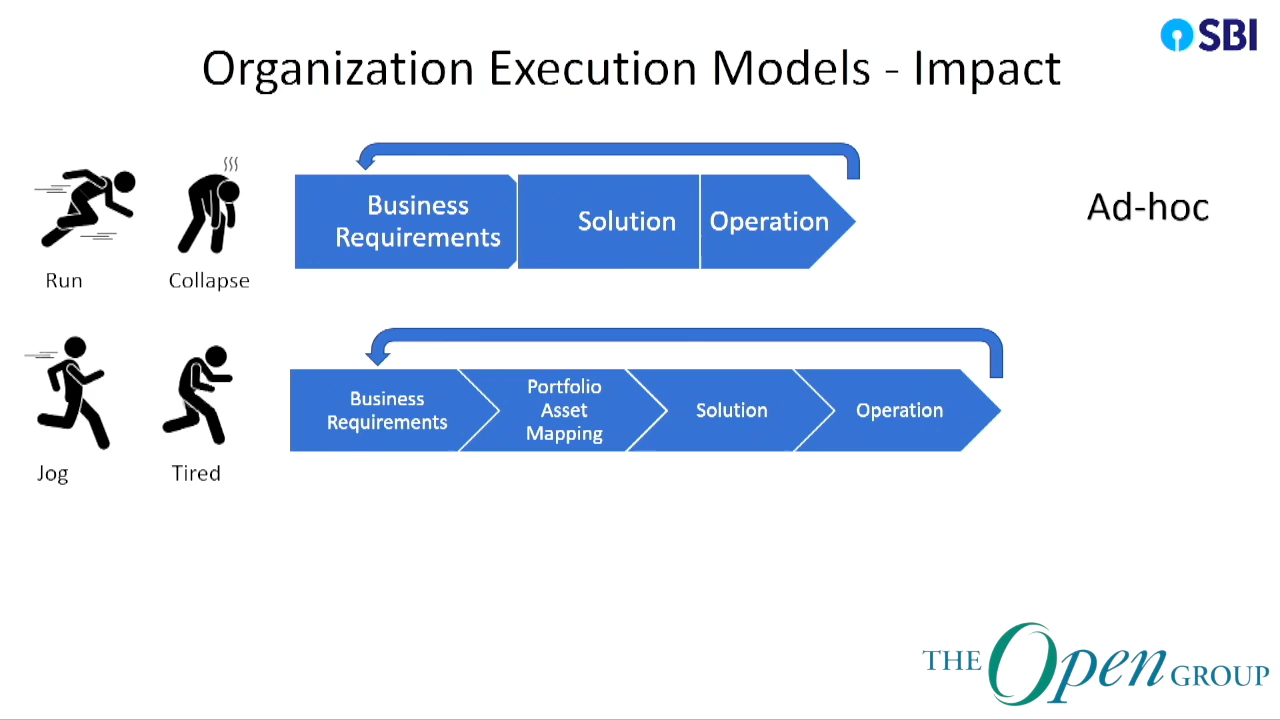 SBI
Organization Execution Models - Impact
Run
Collapse
Business
Requirements
Solution
Operation
Ad-hoc
Jog
Tired
Business
Requirements
Portfolio
Asset
Mapping
Solution
Operation
THE Open GROUP